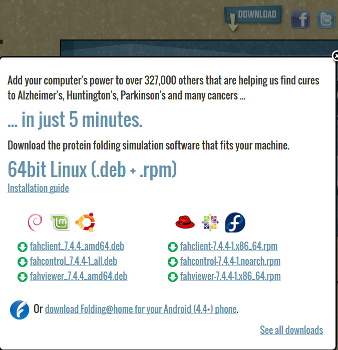 DOWNLOAD
Add your computer's power to over 327,000 others that are helping us find cures
to Alzheimer's, Huntington's, Parkinson's and many cancers ...
... in just 5 minutes.
Download the protein folding simulation software that fits your machine.
64bit Linux (.deb + .rpm)
Installation guide
fahclient_7.4.4_amd64.deb
fahcontrol_7.4.4-1_all.deb
fahviewer_7.4.4_amd64.deb
fahclient-7.4.4-1.x86_64.rpm
fahcontrol-7.4.4-1.noarch.rpm
fahviewer-7.4.4-1.x86_64.rpm
Or download Folding@home for your Android (4.4+) phone.
See all downloads